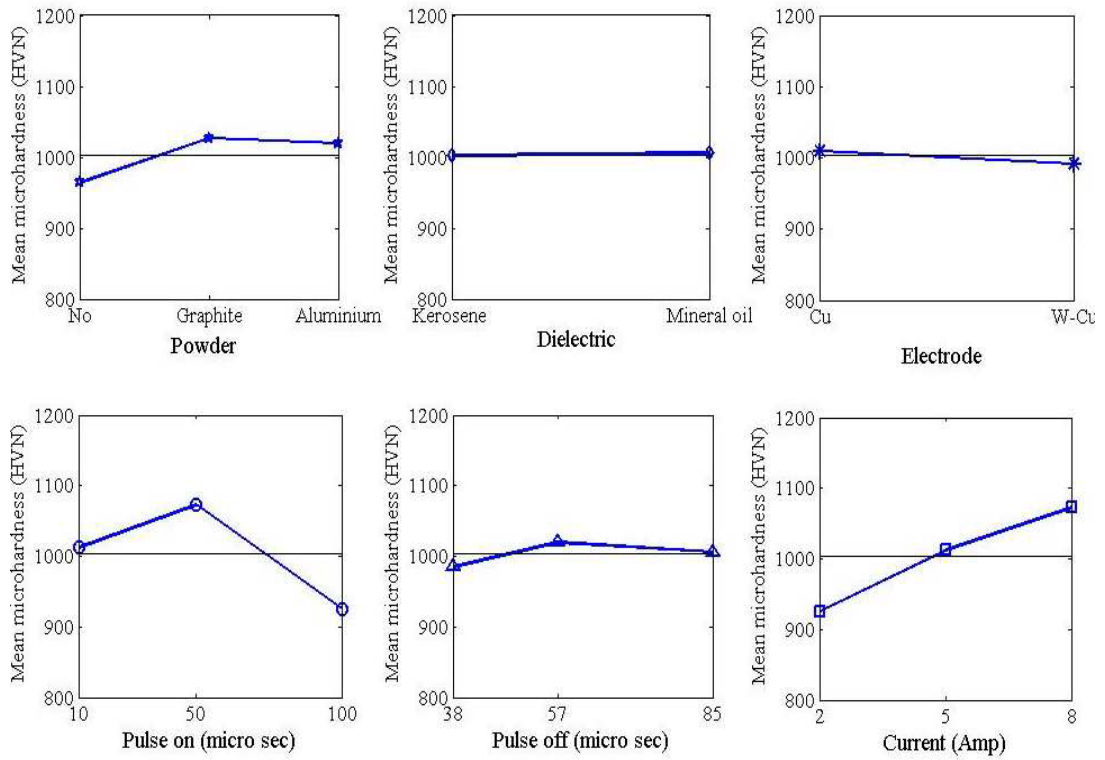 Mean microhardness (HVN)
1200
1100
1000
900
800
No Graphite Aluminium
Powder
Mean microhardness (HVN)
1200
1100
1000
900
800
Kerosene Mineral oil
Dielectric
Mean microhardness (HVN)
1200
1100
1000
900
800
Cu W-Cu
Electrode
Mean microhardness (HVN)
1200
1100
1000
900
800
10 50 100
Pulse on (micro sec)
Mean microhardness (HVN)
1200
1100
1000
900
800
38 57 85
Pulse off (micro sec)
Mean microhardness (HVN)
1200
1100
1000
900
800
2 5 8
Current (Amp)